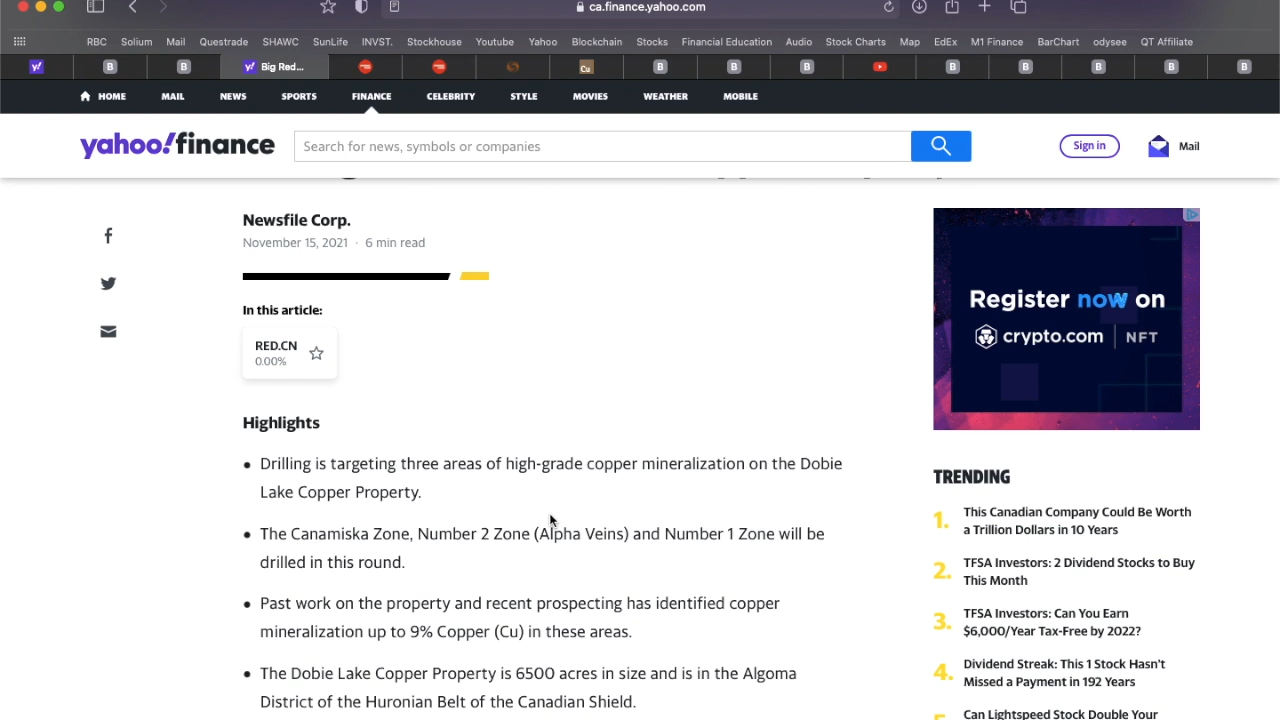 ca.finance.yahoo.com
RBC Solium Mail Questrade SHAWC SunLife INVST. Stockhouse Youtube Yahoo Blockchain Stocks Financial Education Audio Stock Charts Map EdEx M1 Finance BarChart odysee QT Affiliate
y! B B y! Big Red... Cu B B B B B B B B
HOME MAIL NEWS SPORTS FINANCE CELEBRITY STYLE MOVIES WEATHER MOBILE
yahoo!finance
Search for news, symbols or companies
Sign in
Mail
Newsfile Corp.
November 15, 2021 · 6 min read
In this article:
RED.CN
0.00%
Highlights
• Drilling is targeting three areas of high-grade copper mineralization on the Dobie
Lake Copper Property.
• The Canamiska Zone, Number 2 Zone (Alpha Veins) and Number 1 Zone will be
drilled in this round.
• Past work on the property and recent prospecting has identified copper
mineralization up to 9% Copper (Cu) in these areas.
• The Dobie Lake Copper Property is 6500 acres in size and is in the Algoma
District of the Huronian Belt of the Canadian Shield.
Register now on
crypto.com | NFT
TRENDING
1. This Canadian Company Could Be Worth
a Trillion Dollars in 10 Years
2. TFSA Investors: 2 Dividend Stocks to Buy
This Month
3. TFSA Investors: Can You Earn
$6,000/Year Tax-Free by 2022?
4. Dividend Streak: This 1 Stock Hasn't
Missed a Payment in 192 Years
5. Can Lightspeed Stock Double Your